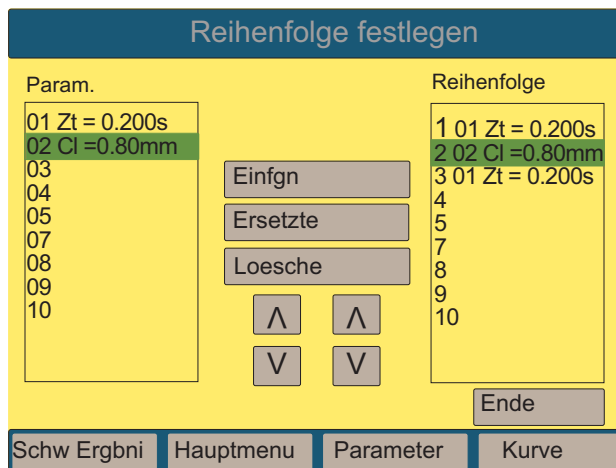 Reihenfolge festlegen
Param.
01 Zt = 0.200s
02 Cl =0.80mm
03
04
05
07
08
09
10
Einfgn
Ersetzte
Loesche
Λ Λ
V V
Reihenfolge
1 01 Zt = 0.200s
2 02 Cl =0.80mm
3 01 Zt = 0.200s
4
5
7
8
9
10
Ende
Schw Ergbni Hauptmenu Parameter Kurve